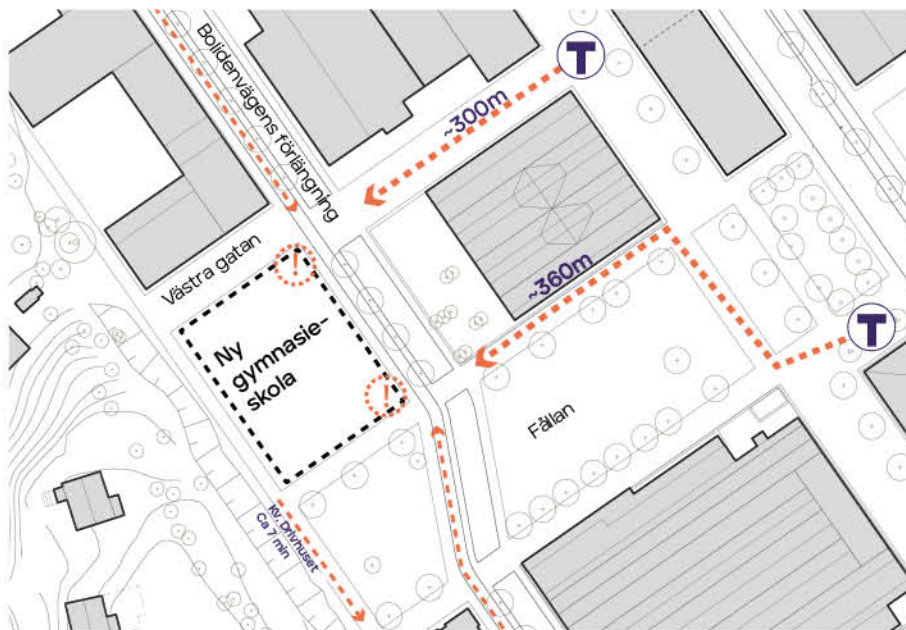 T
~300m
Bolidenvägens förlängning
~360m
Västra gatan
!
T
Ny
gymnasie-
skola
!
Fållan
Kv. Drivhuset
Ca 7 min